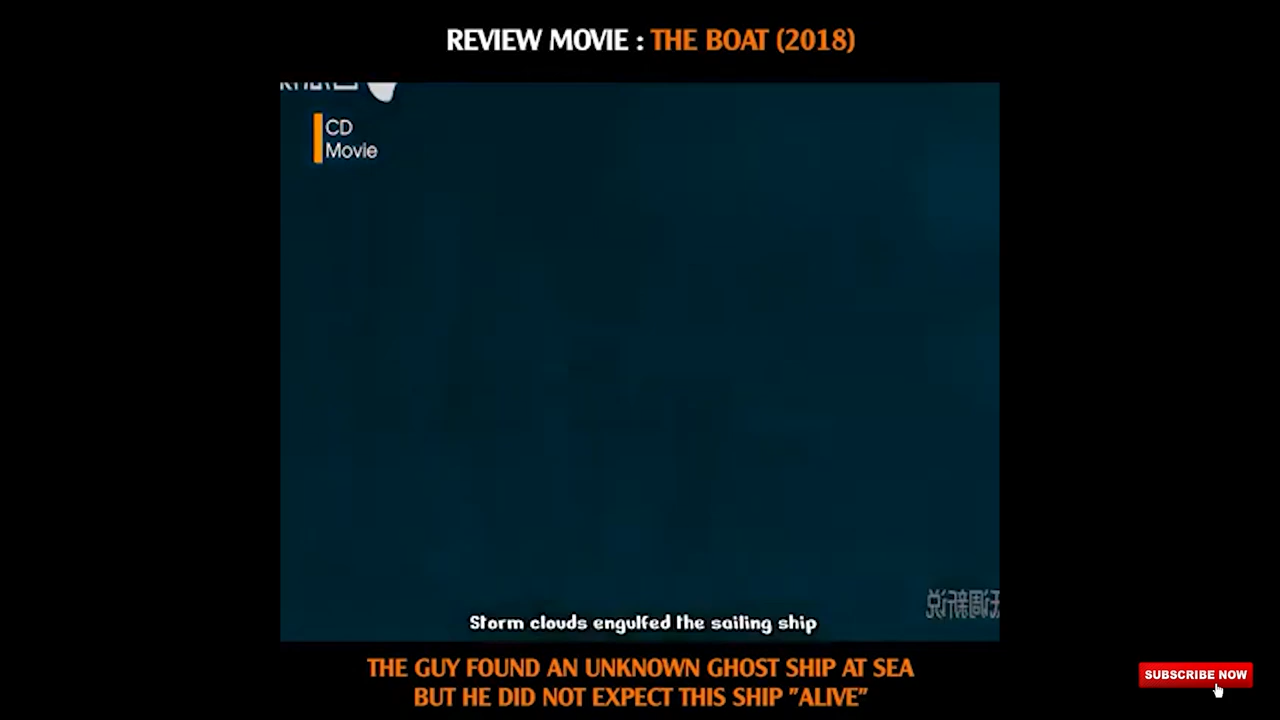 REVIEW MOVIE : THE BOAT (2018)
CD
Movie
Storm clouds engulfed the sailing ship
THE GUY FOUND AN UNKNOWN GHOST SHIP AT SEA
BUT HE DID NOT EXPECT THIS SHIP "ALIVE"
SUBSCRIBE NOW